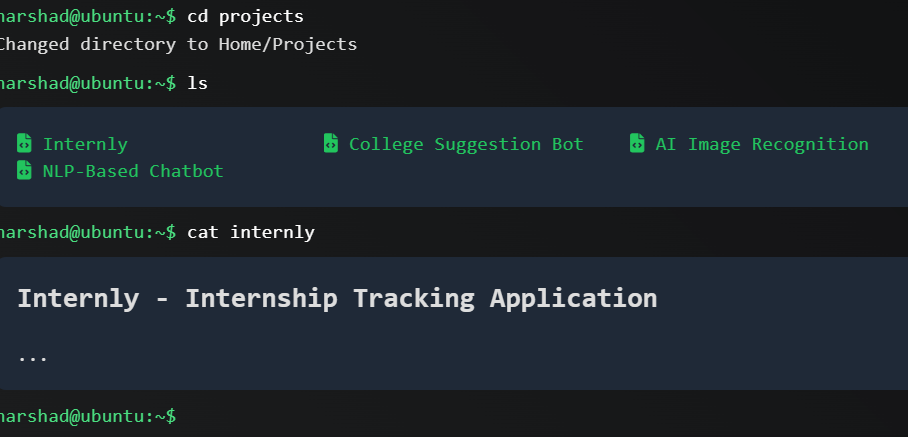 harshad@ubuntu:~$ cd projects
Changed directory to Home/Projects
harshad@ubuntu:~$ ls
Internly College Suggestion Bot AI Image Recognition
NLP-Based Chatbot
harshad@ubuntu:~$ cat internly
Internly - Internship Tracking Application
...
harshad@ubuntu:~$